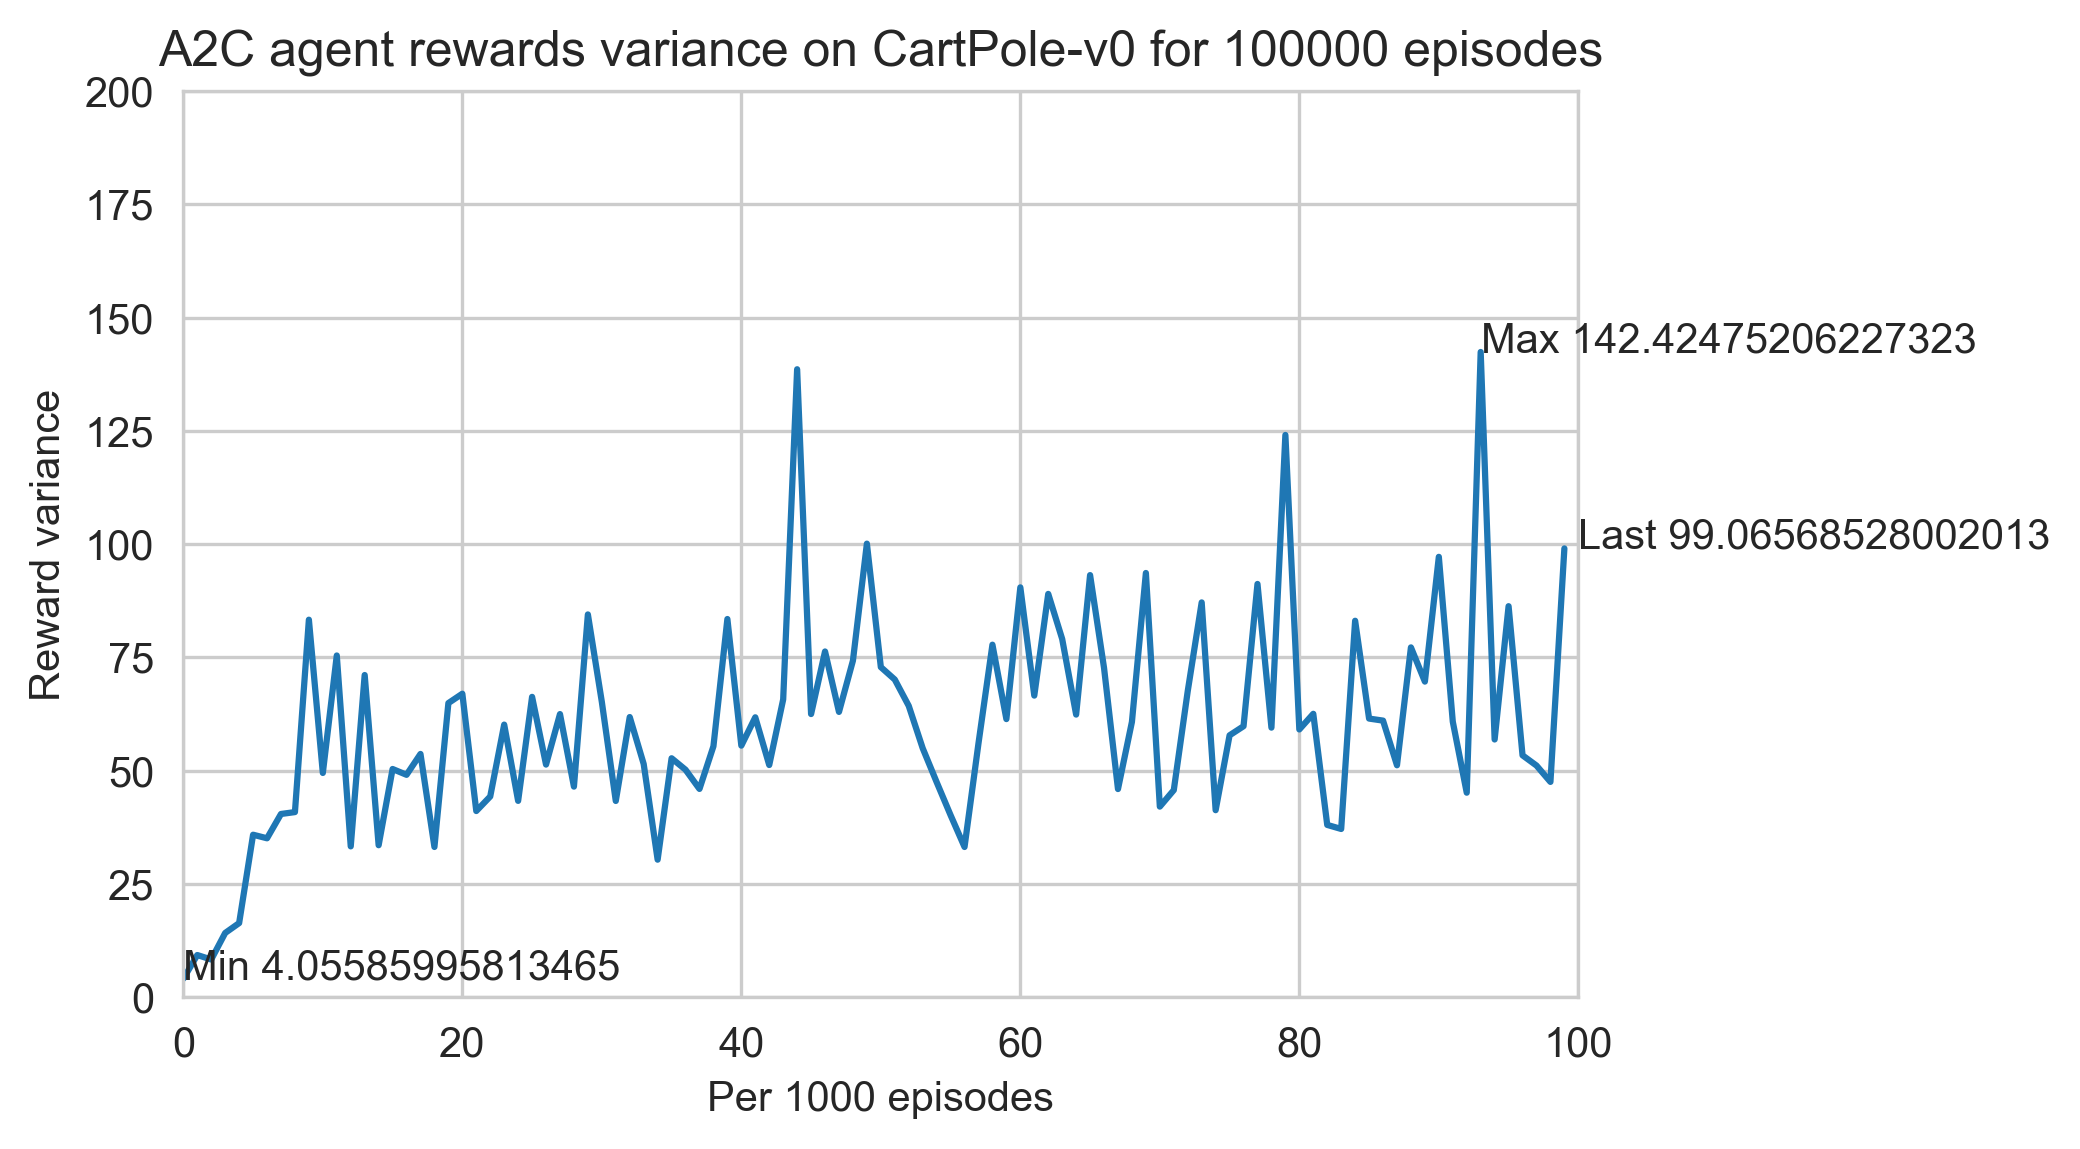 A2C agent rewards variance on CartPole-v0 for 100000 episodes
200
175
150
Max 142.42475206227323
125
Reward variance
100
Last 99.06568528002013
75
50
25
Min 4.05585995813465
0
0 20 40 60 80 100
Per 1000 episodes